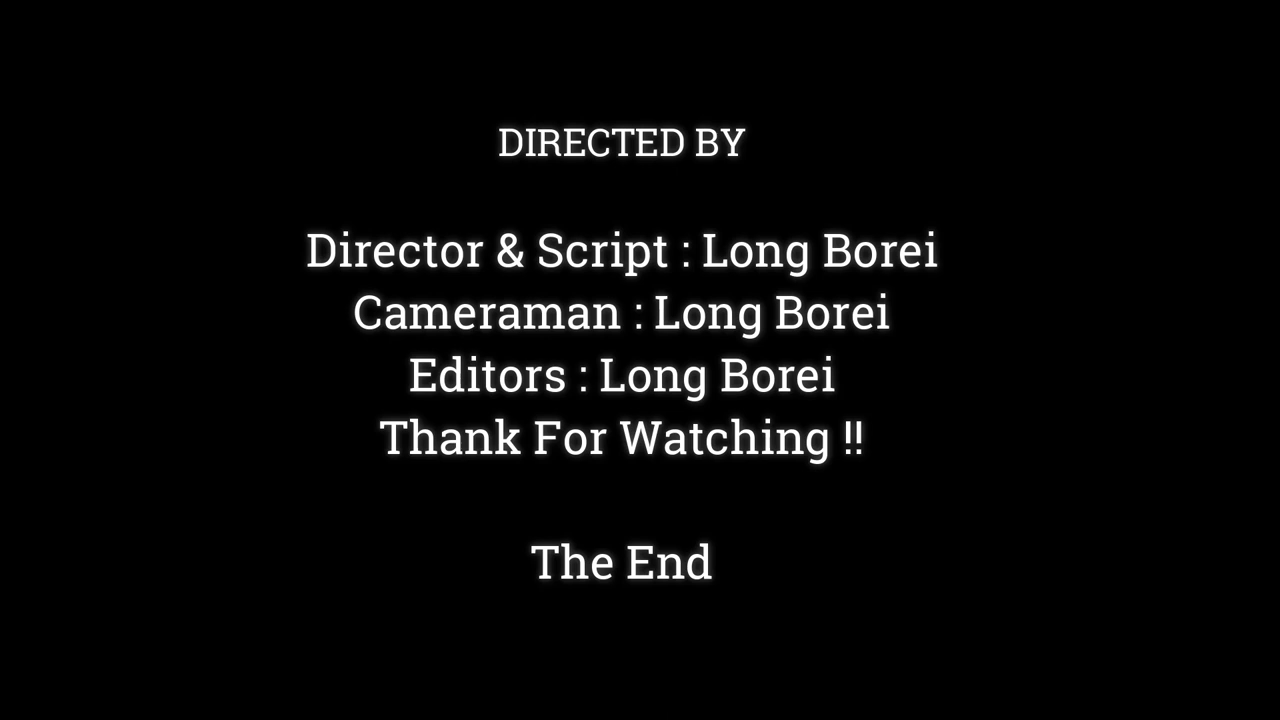 DIRECTED BY
Director & Script : Long Borei
Cameraman : Long Borei
Editors : Long Borei
Thank For Watching !!
The End